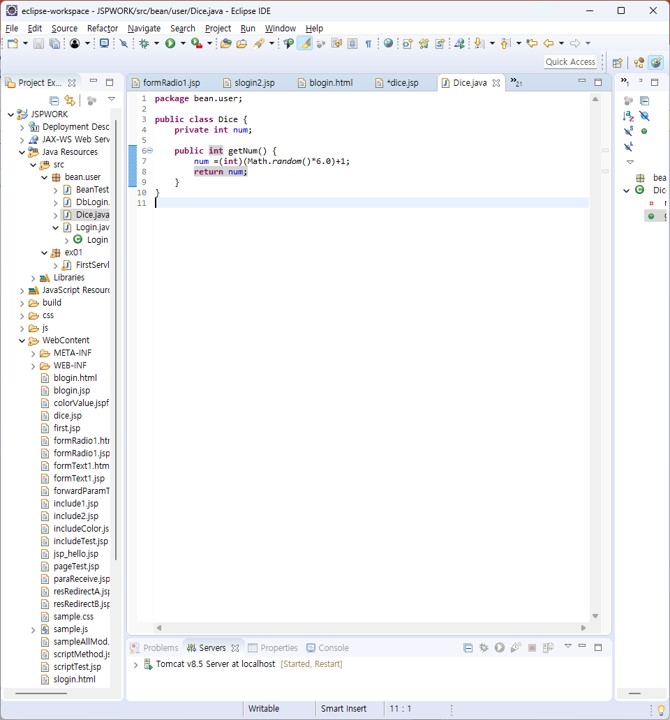 eclipse-workspace - JSPWORK/src/bean/user/Dice.java - Eclipse IDE
File Edit Source Refactor Navigate Search Project Run Window Help
Quick Access
Project Ex...
formRadio1.jsp
slogin2.jsp
blogin.html
*dice.jsp
Dice.java
»21
»1
JSPWORK
Deployment Desc
JAX-WS Web Serv
Java Resources
src
bean.user
BeanTest
DbLogin.
Dice.java
Login.jav
Login
ex01
FirstServl
Libraries
JavaScript Resourc
build
css
js
WebContent
META-INF
WEB-INF
blogin.html
blogin.jsp
colorValue.jspf
dice.jsp
first.jsp
formRadio1.htm
formRadio1.jsp
formText1.htm
formText1.jsp
forwardParamT
include1.jsp
include2.jsp
includeColor.js
includeTest.jsp
jsp_hello.jsp
pageTest.jsp
paraReceive.jsp
resRedirectA.jsp
resRedirectB.jsp
sample.css
sample.js
sampleAllMod.
scriptMethod.js
scriptTest.jsp
slogin.html
1 package bean.user;
2
3 public class Dice {
4 private int num;
5
6 public int getNum() {
7 num =(int)(Math.random()*6.0)+1;
8 return num;
9 }
10 }
11
bea
Dic
Problems
Servers
Properties
Console
Tomcat v8.5 Server at localhost [Started, Restart]
Writable
Smart Insert
11 : 1